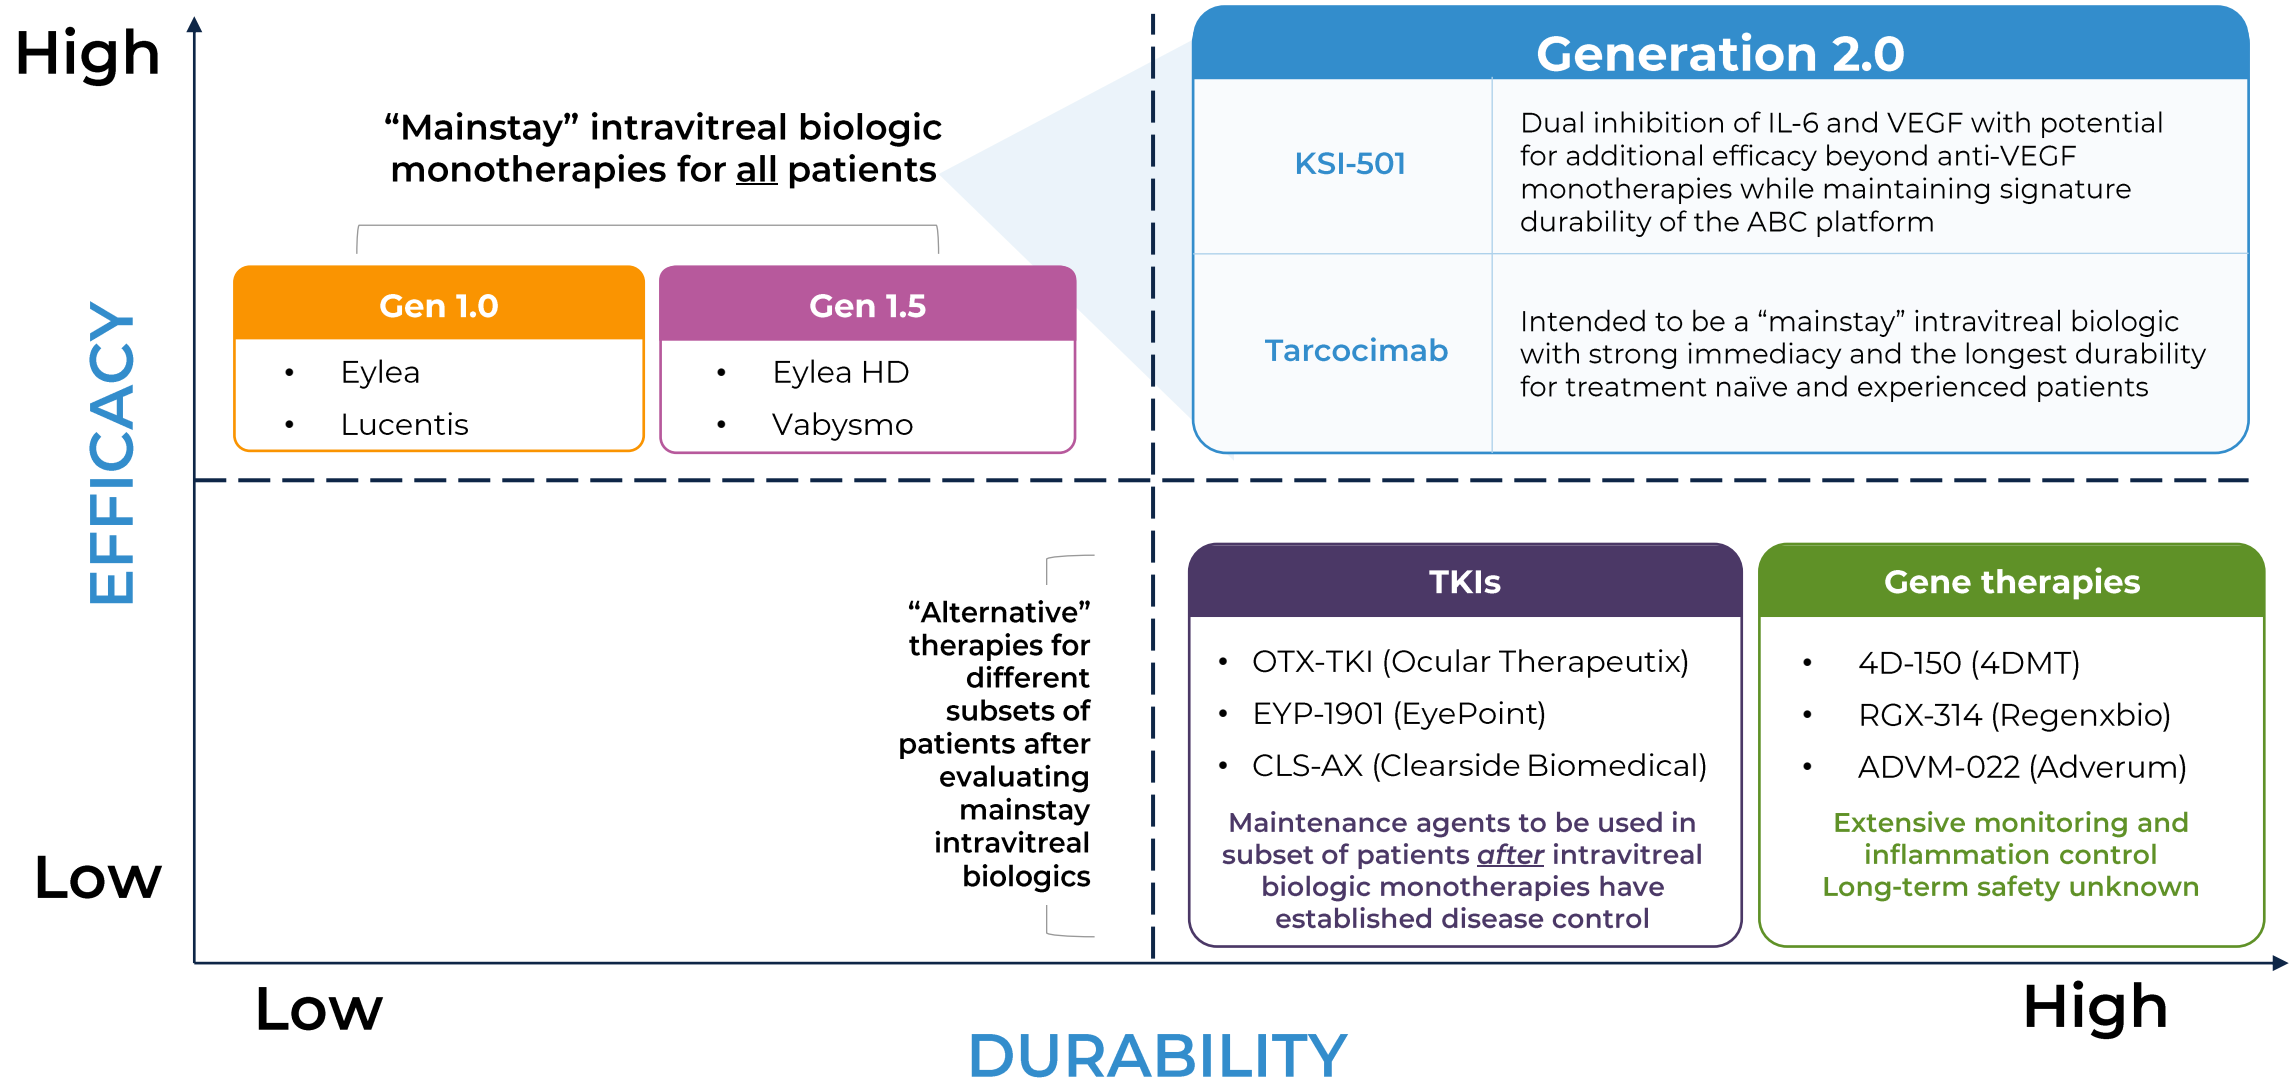 High
“Mainstay” intravitreal biologic
monotherapies for all patients
Gen 1.0
• Eylea
• Lucentis
Gen 1.5
• Eylea HD
• Vabysmo
Generation 2.0
KSI-501
Dual inhibition of IL-6 and VEGF with potential
for additional efficacy beyond anti-VEGF
monotherapies while maintaining signature
durability of the ABC platform
Tarcocimab
Intended to be a “mainstay” intravitreal biologic
with strong immediacy and the longest durability
for treatment naïve and experienced patients
EFFICACY
“Alternative”
therapies for
different
subsets of
patients after
evaluating
mainstay
intravitreal
biologics
TKIs
• OTX-TKI (Ocular Therapeutix)
• EYP-1901 (EyePoint)
• CLS-AX (Clearside Biomedical)
Maintenance agents to be used in
subset of patients after intravitreal
biologic monotherapies have
established disease control
Gene therapies
• 4D-150 (4DMT)
• RGX-314 (Regenxbio)
• ADVM-022 (Adverum)
Extensive monitoring and
inflammation control
Long-term safety unknown
Low
Low
High
DURABILITY